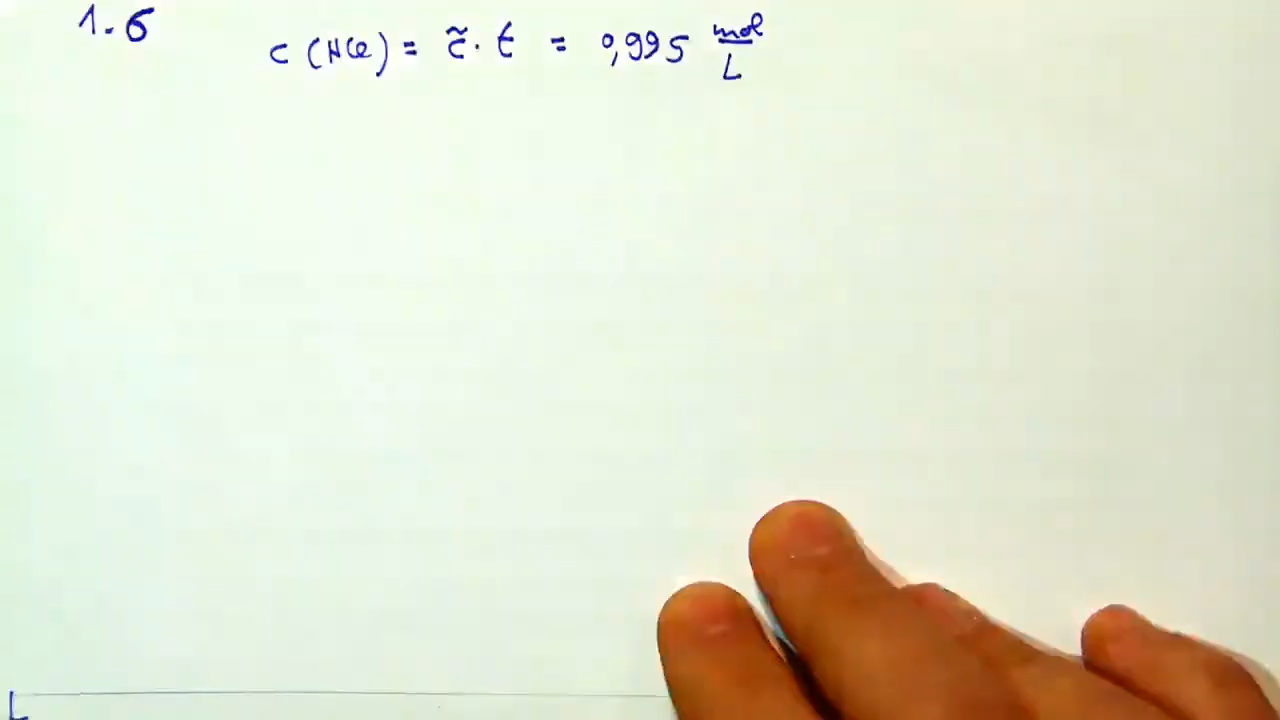 1.6
c (HCl) = c̃ · t = 0,995 mol/L